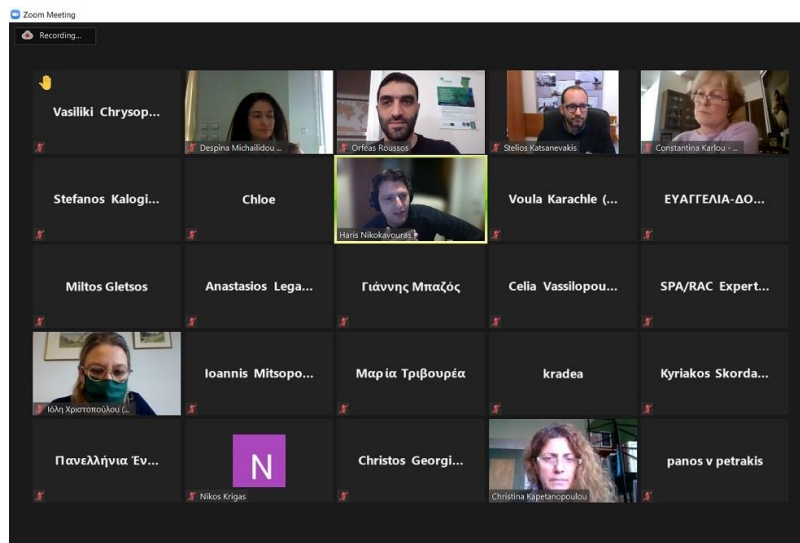 Zoom Meeting
Recording...
Vasiliki Chrysop...
Despina Michailidou ...
Orfeas Roussos
Stelios Katsanevakis
Constantina Karlou - ...
Stefanos Kalogi...
Chloe
Haris Nikokavouras
Voula Karachle (...
ΕΥΑΓΓΕΛΙΑ-ΔΟ...
Miltos Gletsos
Anastasios Lega...
Γιάννης Μπαζός
Celia Vassilopou...
SPA/RAC Expert...
Ιόλη Χριστοπούλου (...
Ioannis Mitsopo...
Μαρία Τριβουρέα
kradea
Kyriakos Skorda...
Πανελλήνια Έν...
N
Nikos Krigas
Christos Georgi...
Christina Kapetanopoulou
panos v petrakis